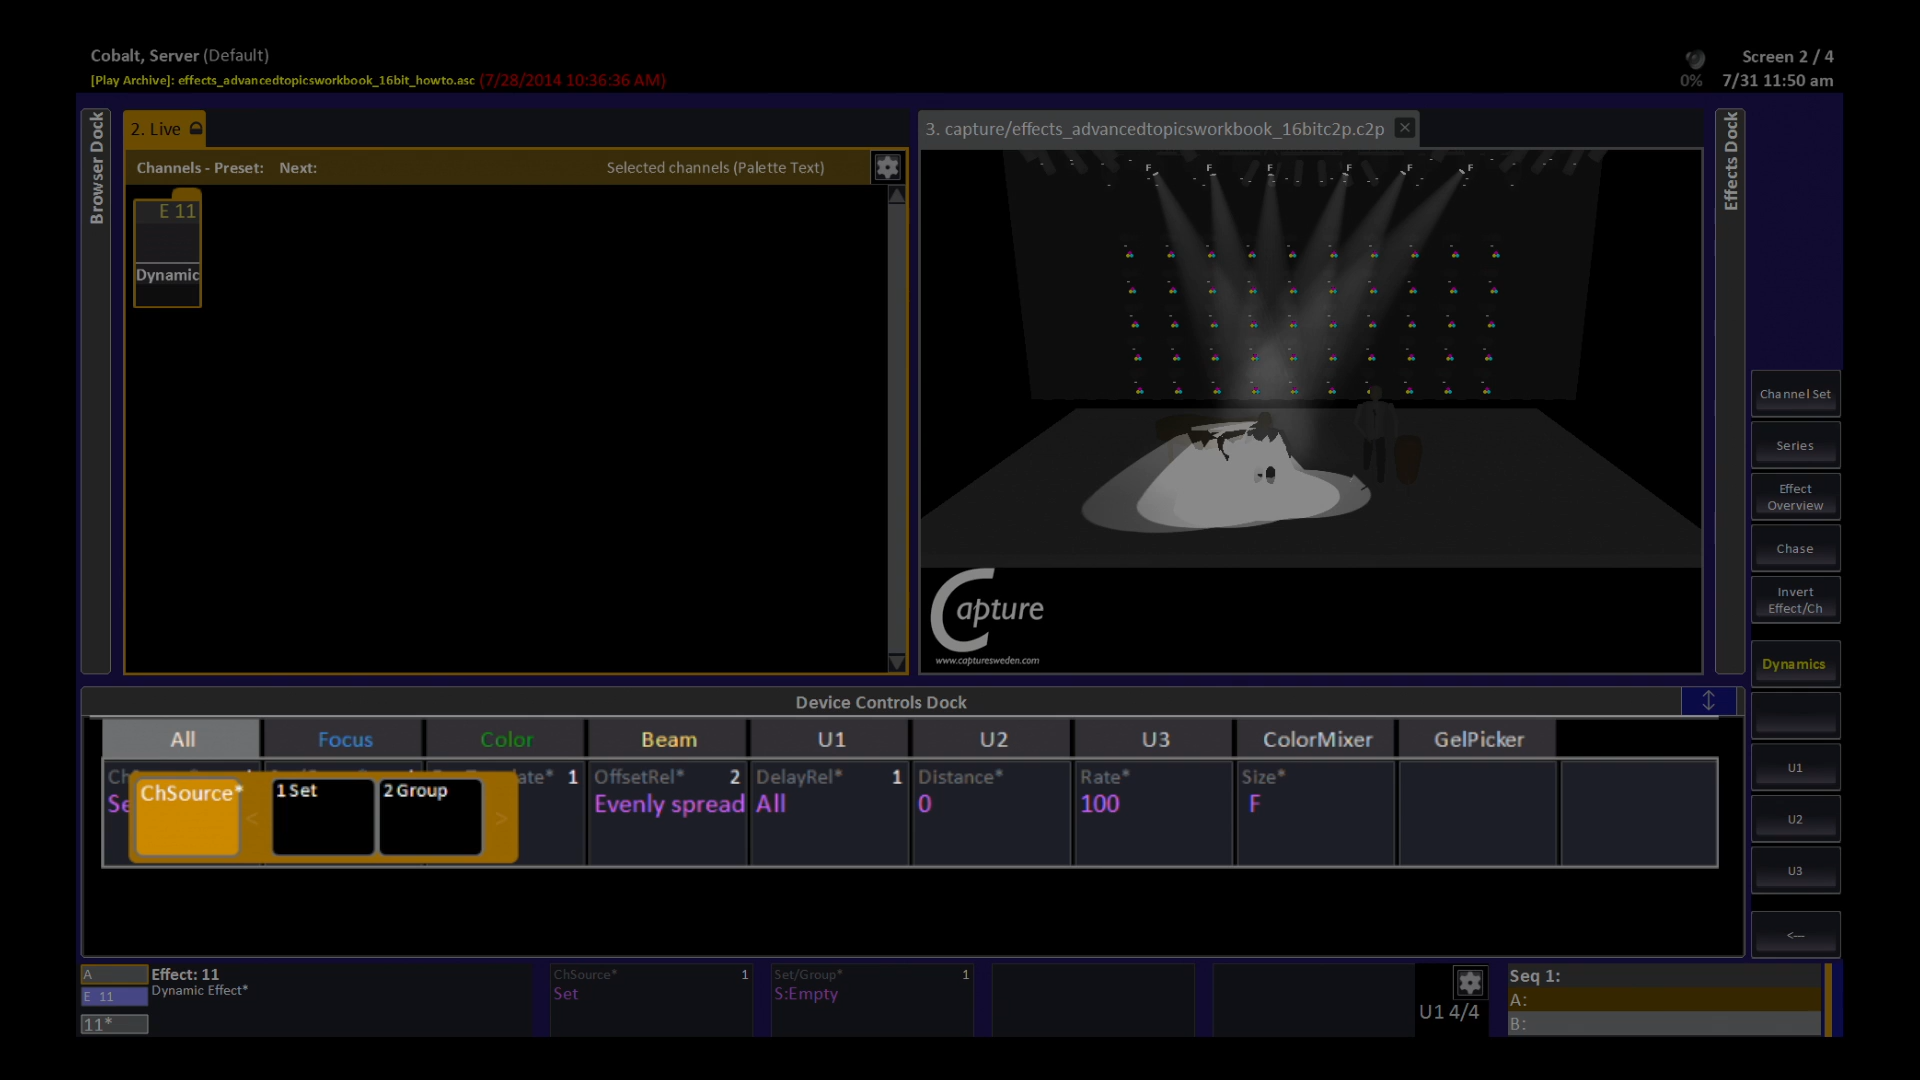 Cobalt, Server (Default)
[Play Archive]: effects_advancedtopicsworkbook_16bit_howto.asc (7/28/2014 10:36:36 AM)
Screen 2 / 4
0% 7/31 11:50 am
Browser Dock
2. Live
Channels - Preset: Next: Selected channels (Palette Text)
E 11
Dynamic
3. capture/effects_advancedtopicsworkbook_16bitc2p.c2p
F F F F F F
Capture
www.capturesweden.com
Effects Dock
Channel Set
Series
Effect
Overview
Chase
Invert
Effect/Ch
Dynamics
U1
U2
U3
<---
Device Controls Dock
All Focus Color Beam U1 U2 U3 ColorMixer GelPicker
ate* 1 OffsetRel* 2 DelayRel* 1 Distance* Rate* Size*
Se Evenly spread All 0 100 F
ChSource* < 1 Set 2 Group >
A
E 11
11*
Effect: 11
Dynamic Effect*
ChSource* 1
Set
Set/Group* 1
S:Empty
U1 4/4
Seq 1:
A:
B: